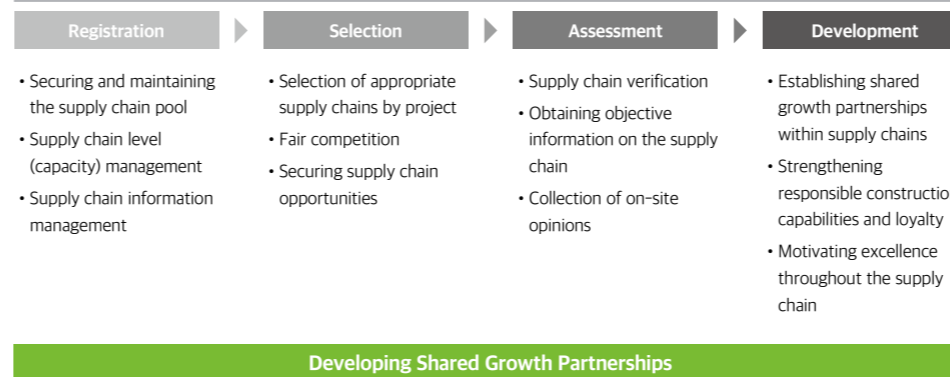 Registration
• Securing and maintaining
the supply chain pool
• Supply chain level
(capacity) management
• Supply chain information
management
Selection
• Selection of appropriate
supply chains by project
• Fair competition
• Securing supply chain
opportunities
Assessment
• Supply chain verification
• Obtaining objective
information on the supply
chain
• Collection of on-site
opinions
Development
• Establishing shared
growth partnerships
within supply chains
• Strengthening
responsible constructio
capabilities and loyalty
• Motivating excellence
throughout the supply
chain
Developing Shared Growth Partnerships